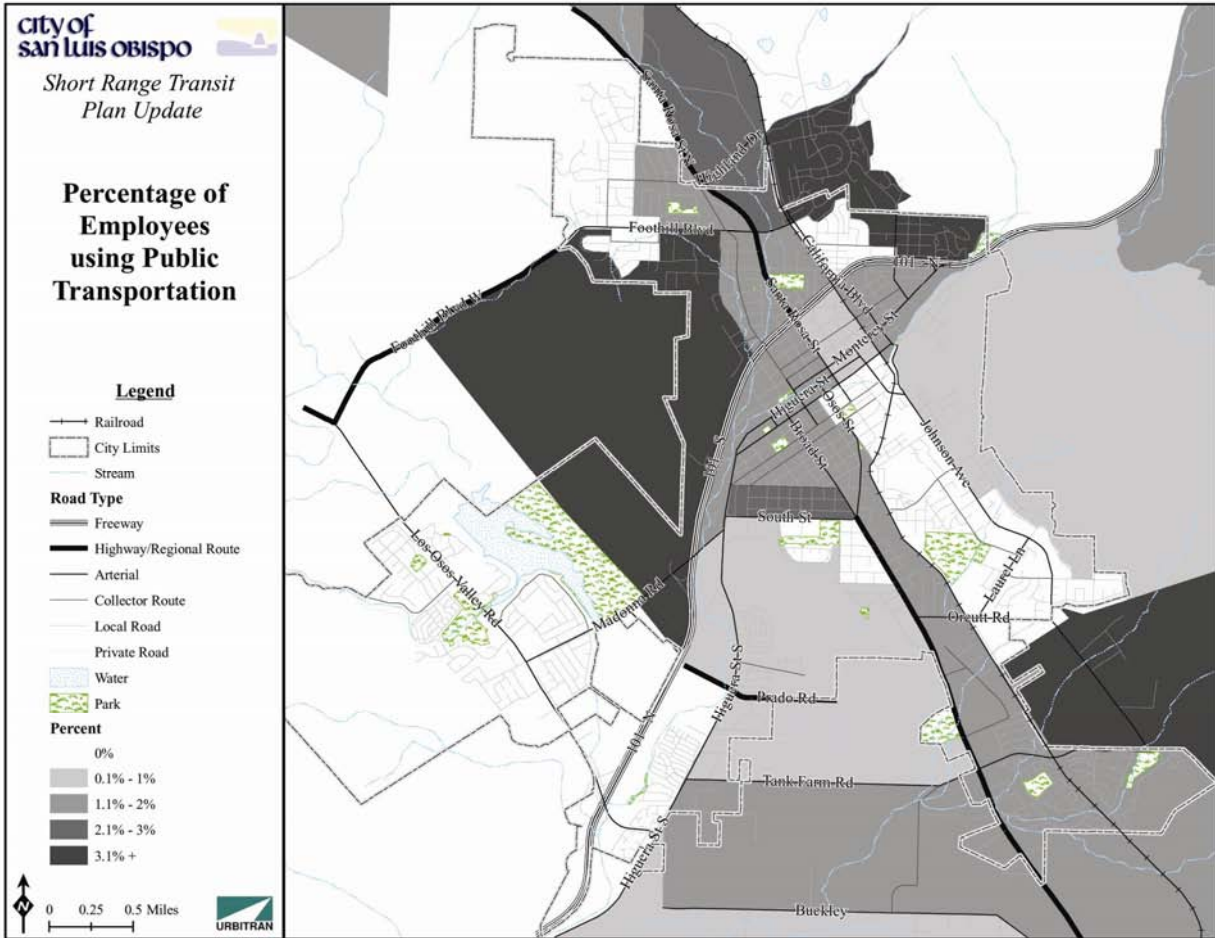 city of
san luis obispo
Short Range Transit
Plan Update
Percentage of
Employees
using Public
Transportation
Legend
Railroad
City Limits
Stream
Road Type
Freeway
Highway/Regional Route
Arterial
Collector Route
Local Road
Private Road
Water
Park
Percent
0%
0.1% - 1%
1.1% - 2%
2.1% - 3%
3.1% +
N
0 0.25 0.5 Miles
URBITRAN
Santa Rosa St N
Highland Dr
Foothill Blvd
California Blvd
101 - N
Foothill Blvd W
Santa Rosa St
Monterey St
Higuera St
Osos St
Broad St
101 - S
Johnson Ave
South St
Los Osos Valley Rd
Madonna Rd
Laurel Ln
Orcutt Rd
Higuera St S
Prado Rd
101 - N
Tank Farm Rd
Higuera St S
Buckley